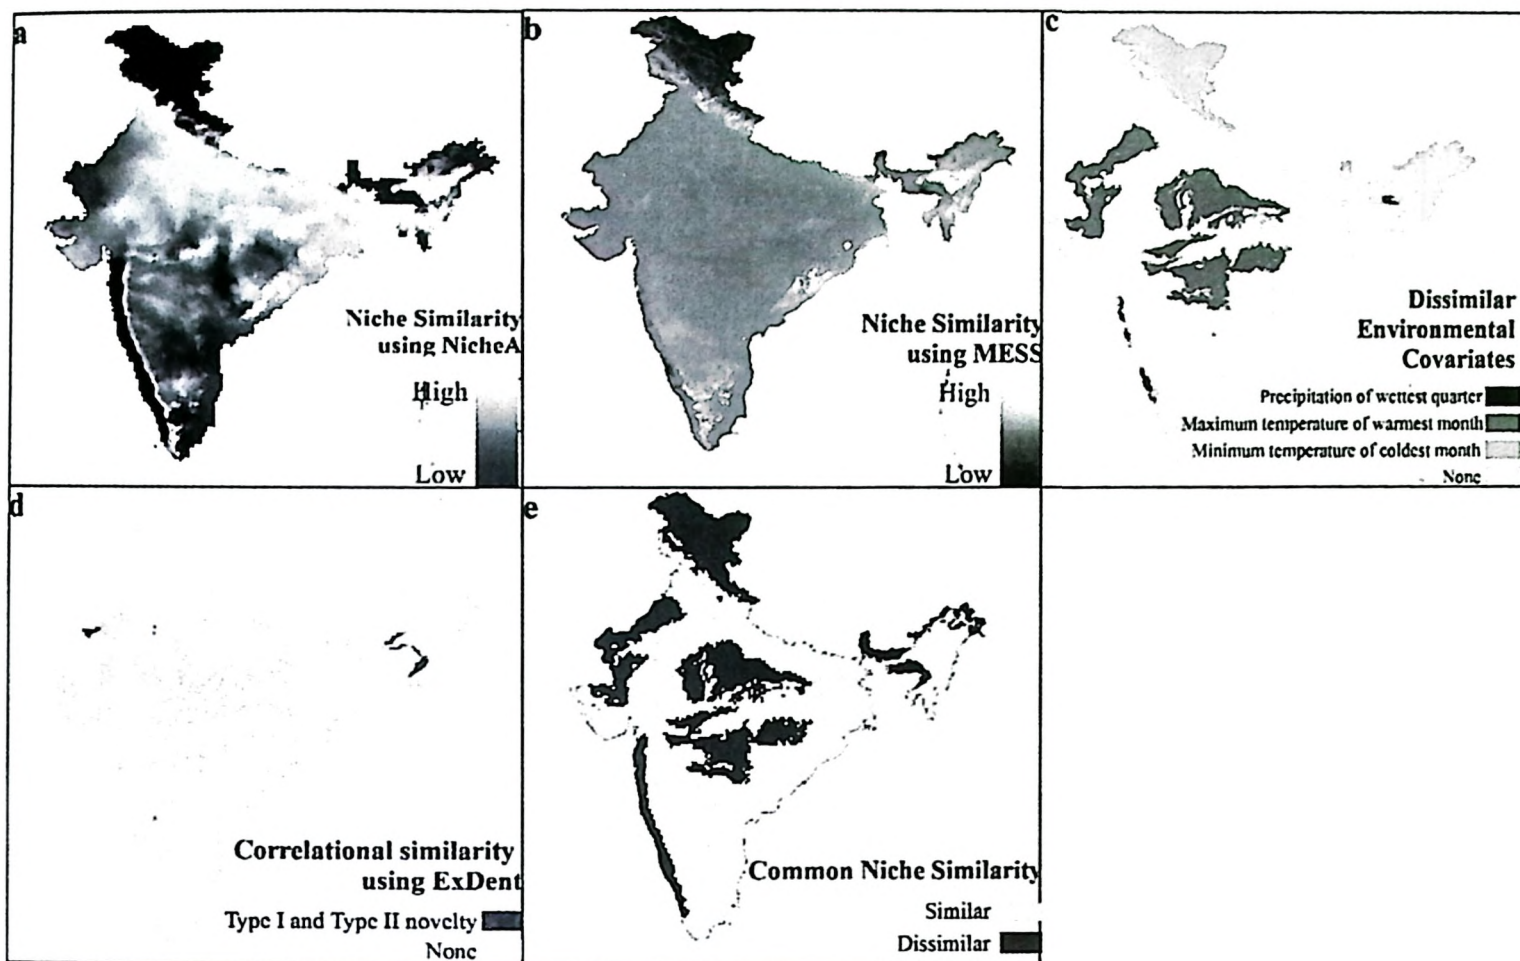 a
Niche Similarity
using NicheA
High
Low
b
Niche Similarity
using MESS
High
Low
c
Dissimilar
Environmental
Covariates
Precipitation of wettest quarter
Maximum temperature of warmest month
Minimum temperature of coldest month
None
d
Correlational similarity
using ExDent
Type I and Type II novelty
None
e
Common Niche Similarity
Similar
Dissimilar